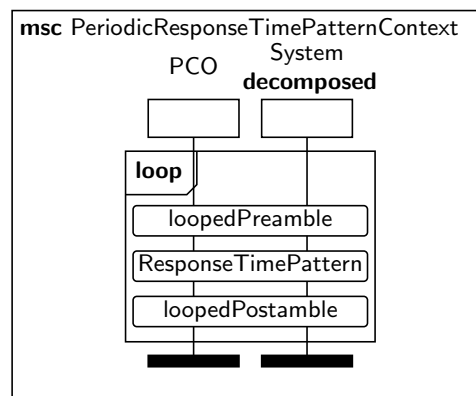 msc PeriodicResponseTimePatternContext
System
PCO
decomposed
loop
loopedPreamble
ResponseTimePattern
loopedPostamble